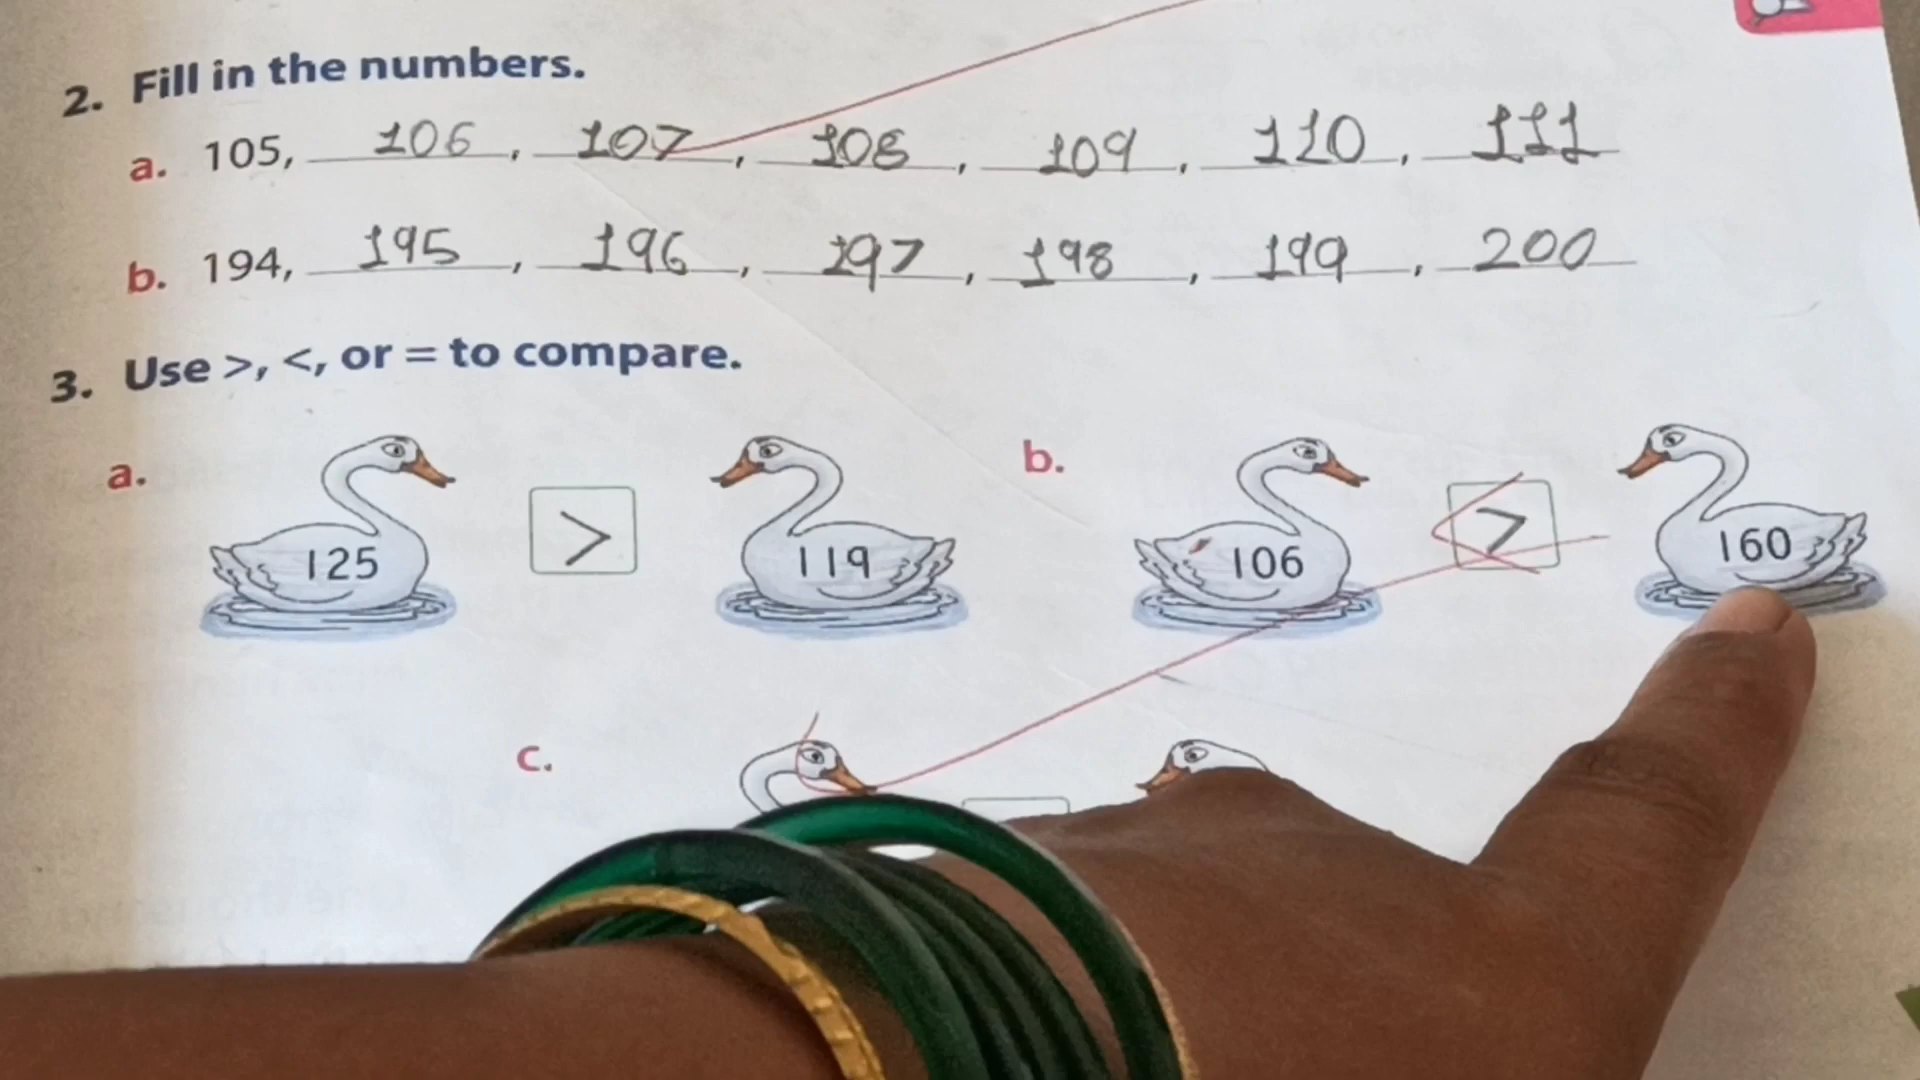 2. Fill in the numbers.
a. 105, 106, 107, 108, 109, 110, 111
b. 194, 195, 196, 197, 198, 199, 200
3. Use >, <, or = to compare.
a. 125 > 119 b. 106 > 160
c.